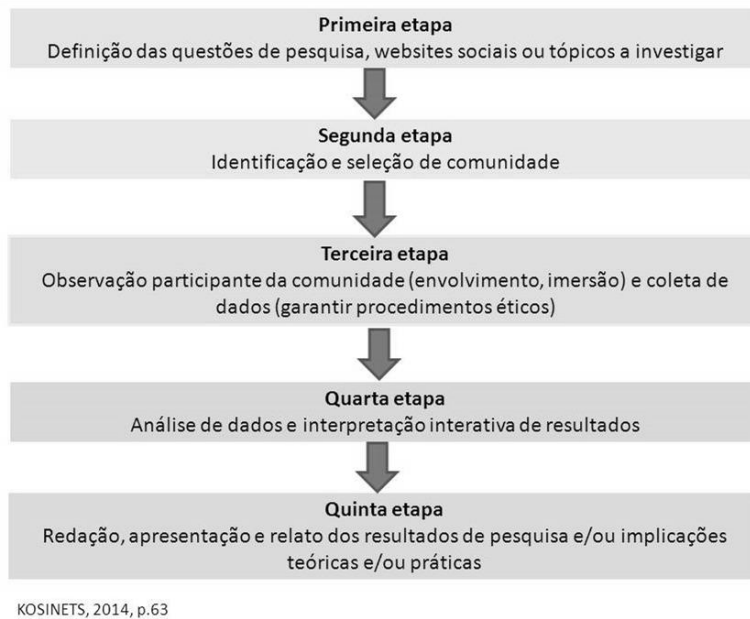 Primeira etapa
Definição das questões de pesquisa, websites sociais ou tópicos a investigar
Segunda etapa
Identificação e seleção de comunidade
Terceira etapa
Observação participante da comunidade (envolvimento, imersão) e coleta de
dados (garantir procedimentos éticos)
Quarta etapa
Análise de dados e interpretação interativa de resultados
Quinta etapa
Redação, apresentação e relato dos resultados de pesquisa e/ou implicações
teóricas e/ou práticas
KOSINETS, 2014, p.63